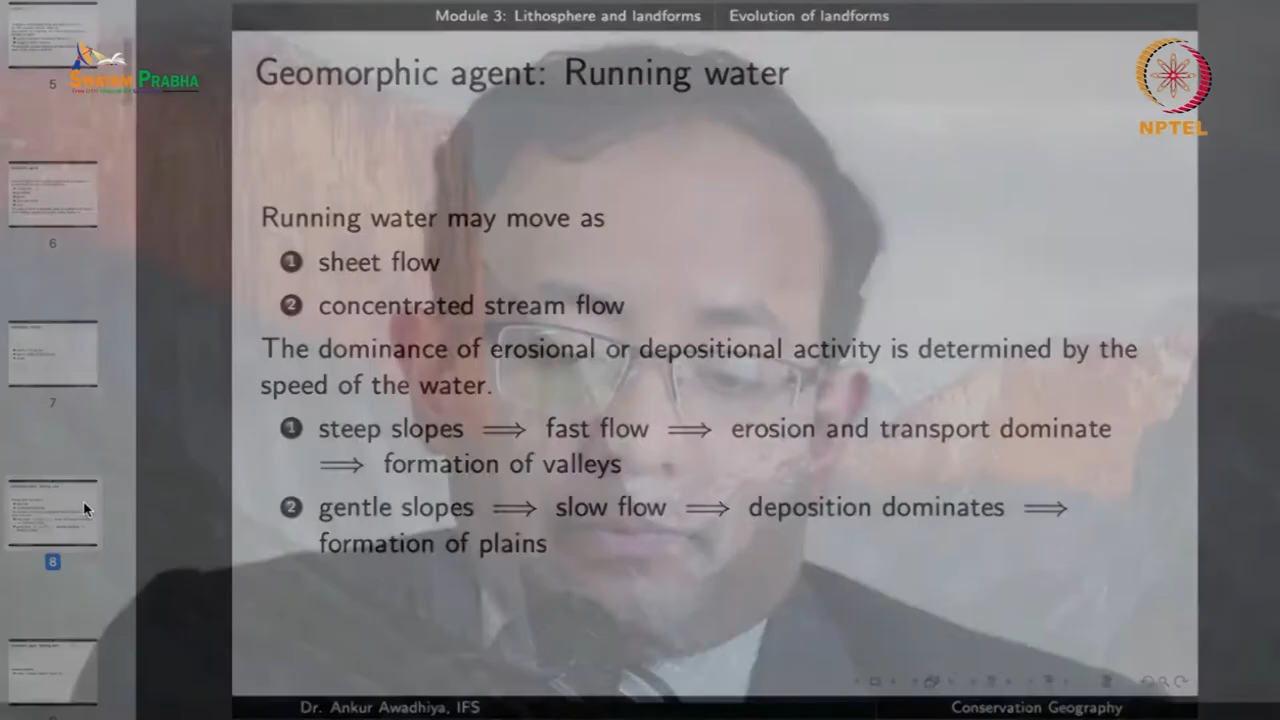 Module 3: Lithosphere and landforms Evolution of landforms
SWAYAM PRABHA
NPTEL
Geomorphic agent: Running water
Running water may move as
1 sheet flow
2 concentrated stream flow
The dominance of erosional or depositional activity is determined by the
speed of the water.
1 steep slopes ⟹ fast flow ⟹ erosion and transport dominate
⟹ formation of valleys
2 gentle slopes ⟹ slow flow ⟹ deposition dominates ⟹
formation of plains
5
6
7
8
Dr. Ankur Awadhiya, IFS Conservation Geography